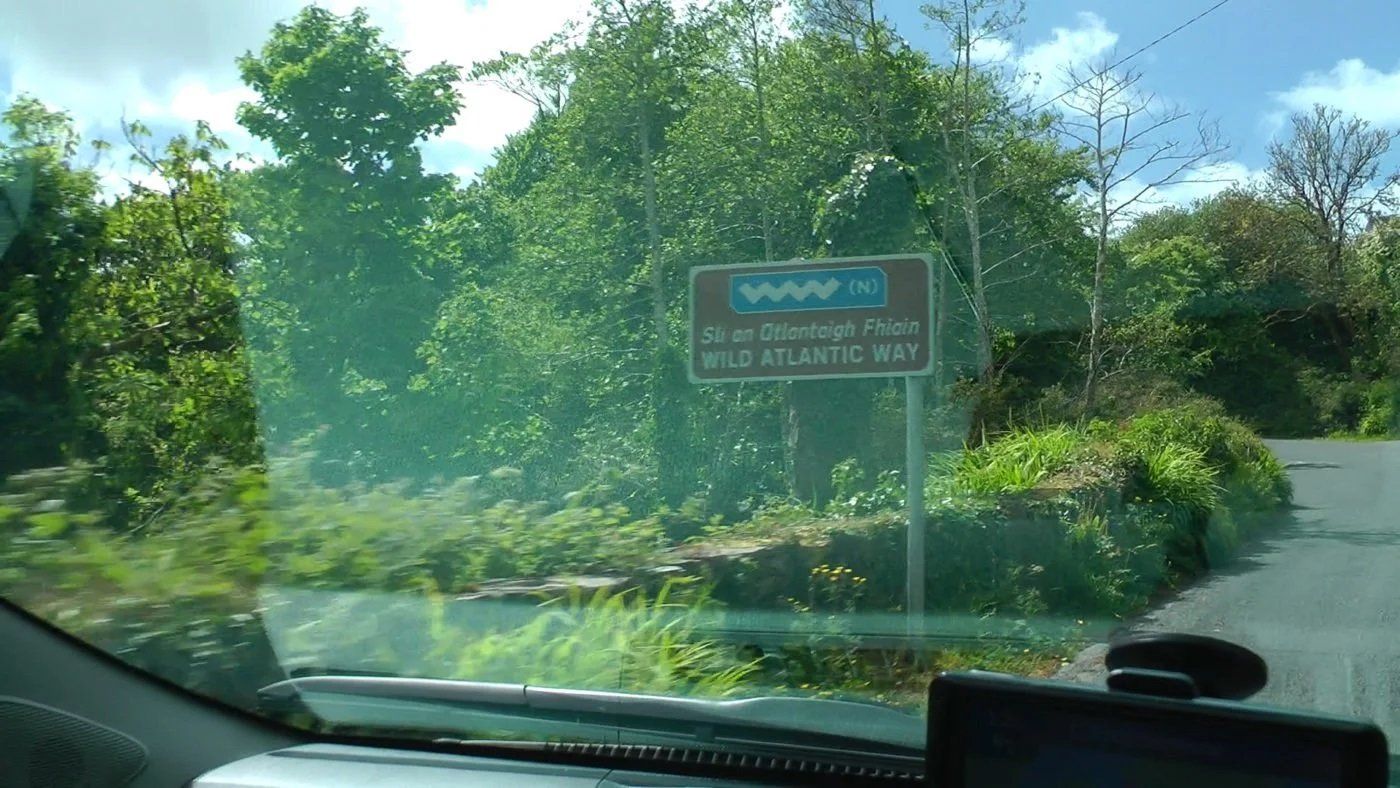 (N)
Slí an Atlantaigh Fhiáin
WILD ATLANTIC WAY